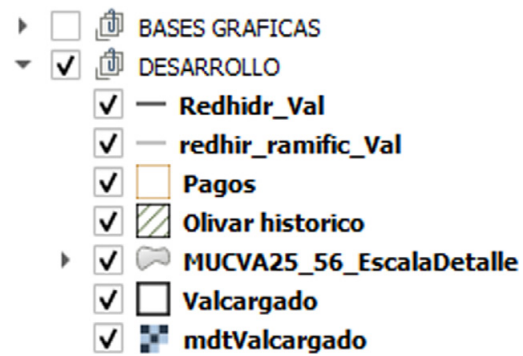 BASES GRAFICAS
DESARROLLO
Redhidr_Val
redhir_ramific_Val
Pagos
Olivar historico
MUCVA25_56_EscalaDetalle
Valcargado
mdtValcargado